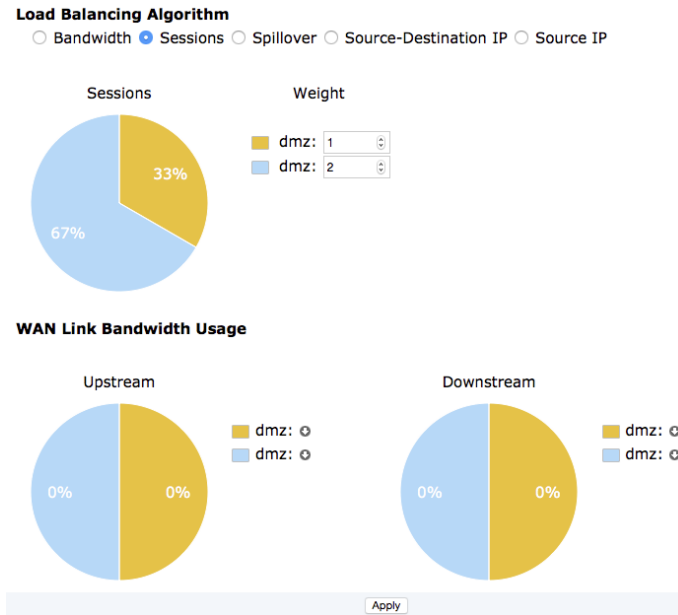 Load Balancing Algorithm
Bandwidth Sessions Spillover Source-Destination IP Source IP
Sessions Weight
dmz: 1
33%
dmz: 2
67%
WAN Link Bandwidth Usage
Upstream Downstream
dmz: dmz:
dmz: dmz:
0% 0% 0% 0%
Apply